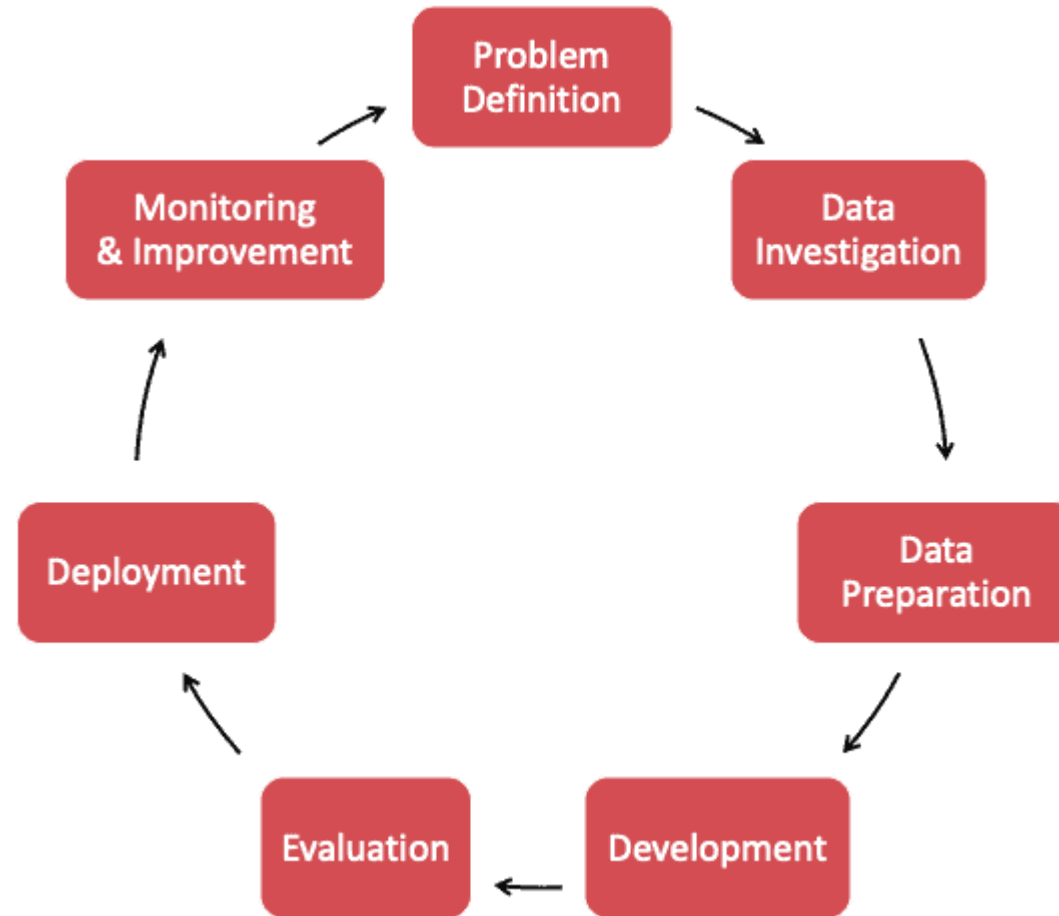 Problem
Definition
Data
Investigation
Data
Preparation
Development
Evaluation
Deployment
Monitoring
& Improvement